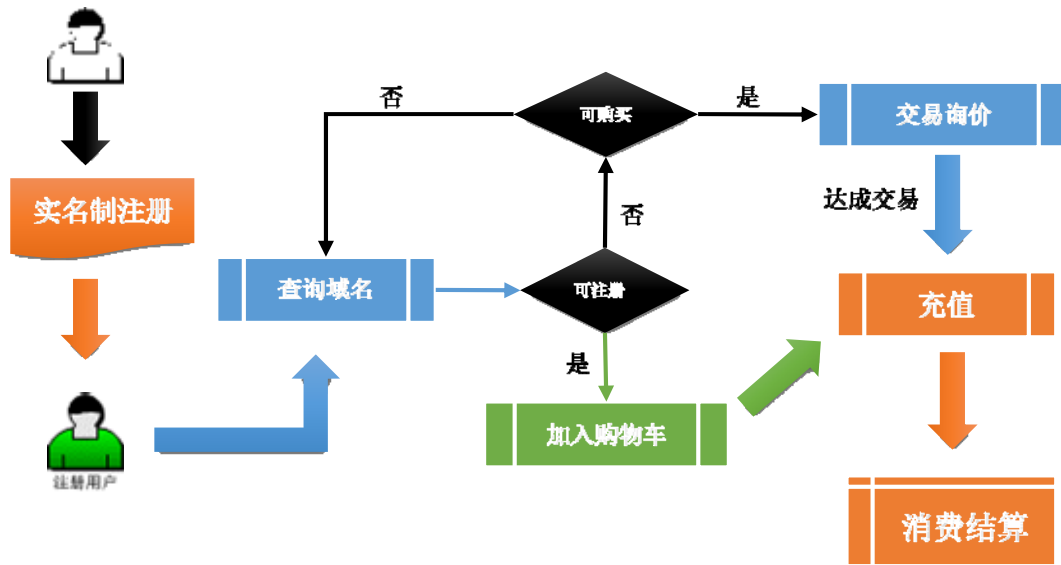 否
可购买
是
交易询价
实名制注册
否
达成交易
查询域名
可注册
充值
是
加入购物车
注册用户
消费结算